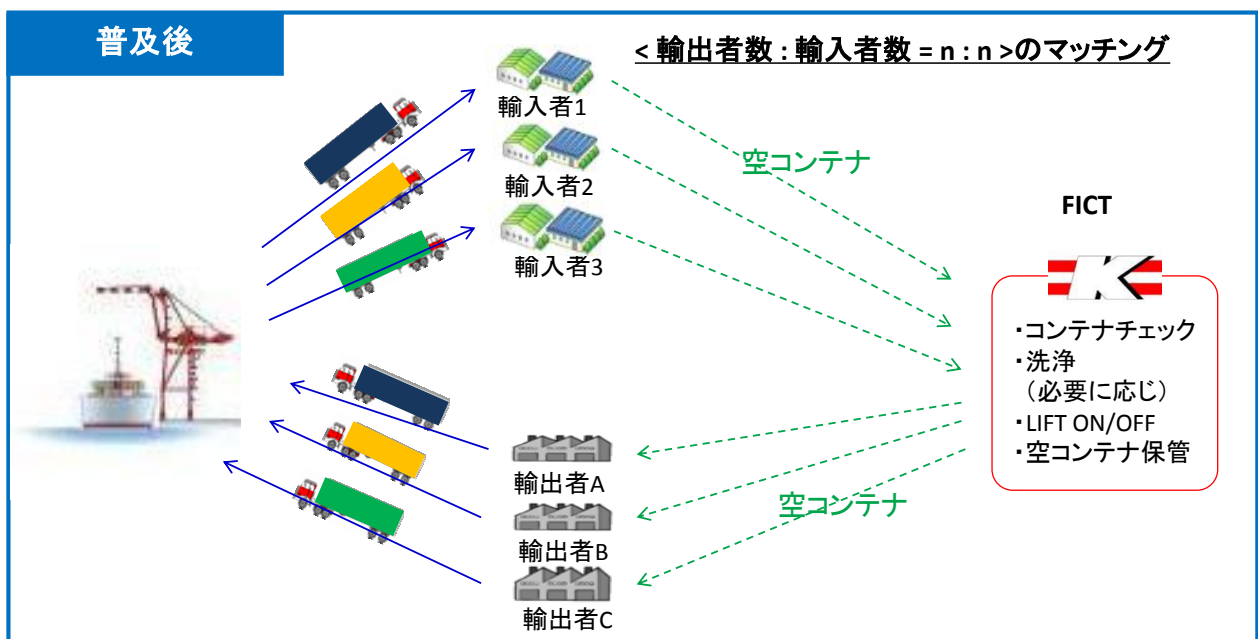 普及後
< 輸出者数 : 輸入者数 = n : n >のマッチング
輸入者1
輸入者2
輸入者3
空コンテナ
FICT
K
・コンテナチェック
・洗浄
（必要に応じ）
・LIFT ON/OFF
・空コンテナ保管
輸出者A
輸出者B
輸出者C
空コンテナ